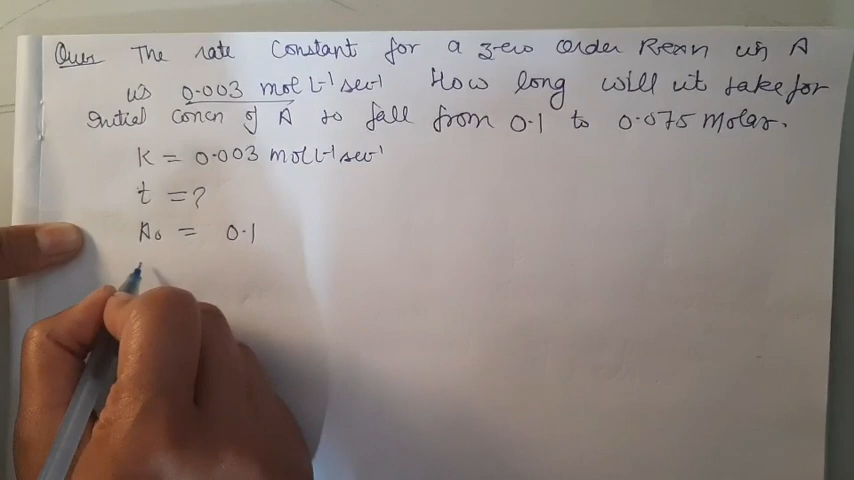 Ques The rate Constant for a zero order Rexn in A
is 0.003 mol L⁻¹ sec⁻¹ How long will it take for
Initial Concn of A to fall from 0.1 to 0.075 Molar.
K = 0.003 mol L⁻¹ sec⁻¹
t = ?
A₀ = 0.1